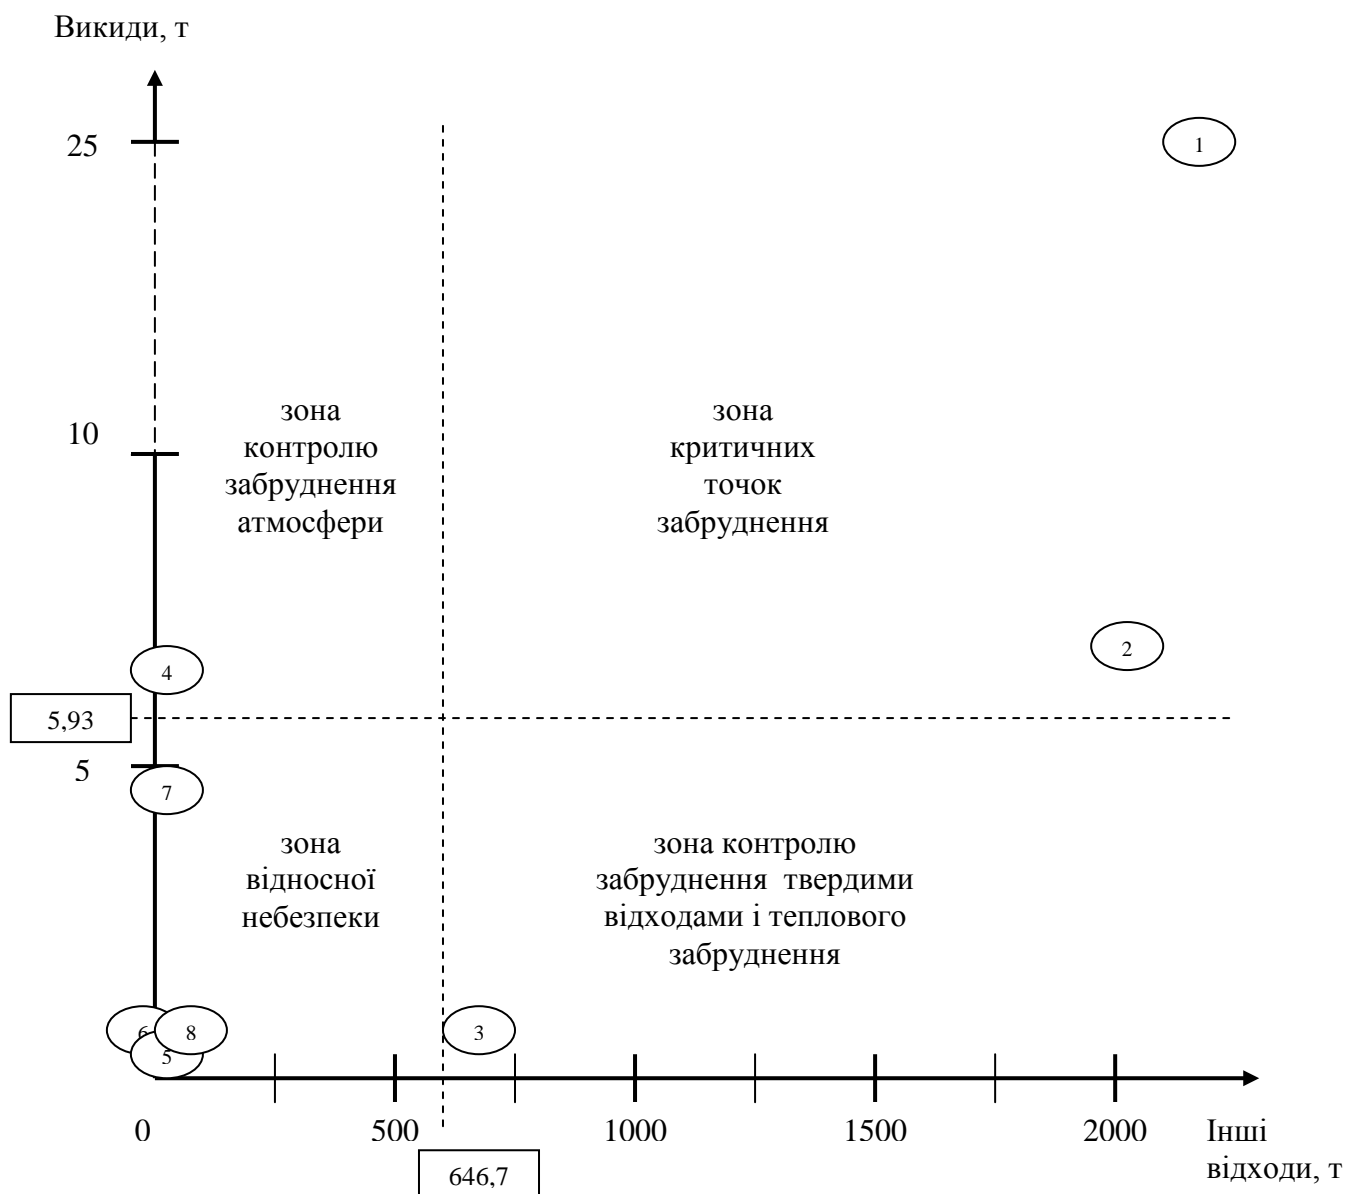 Викиди, т
25
1
10
зона
контролю
забруднення
атмосфери
зона
критичних
точок
забруднення
4
2
5,93
5
7
зона
відносної
небезпеки
зона контролю
забруднення твердими
відходами і теплового
забруднення
6
8
5
3
0
500
1000
1500
2000
Інші
відходи, т
646,7